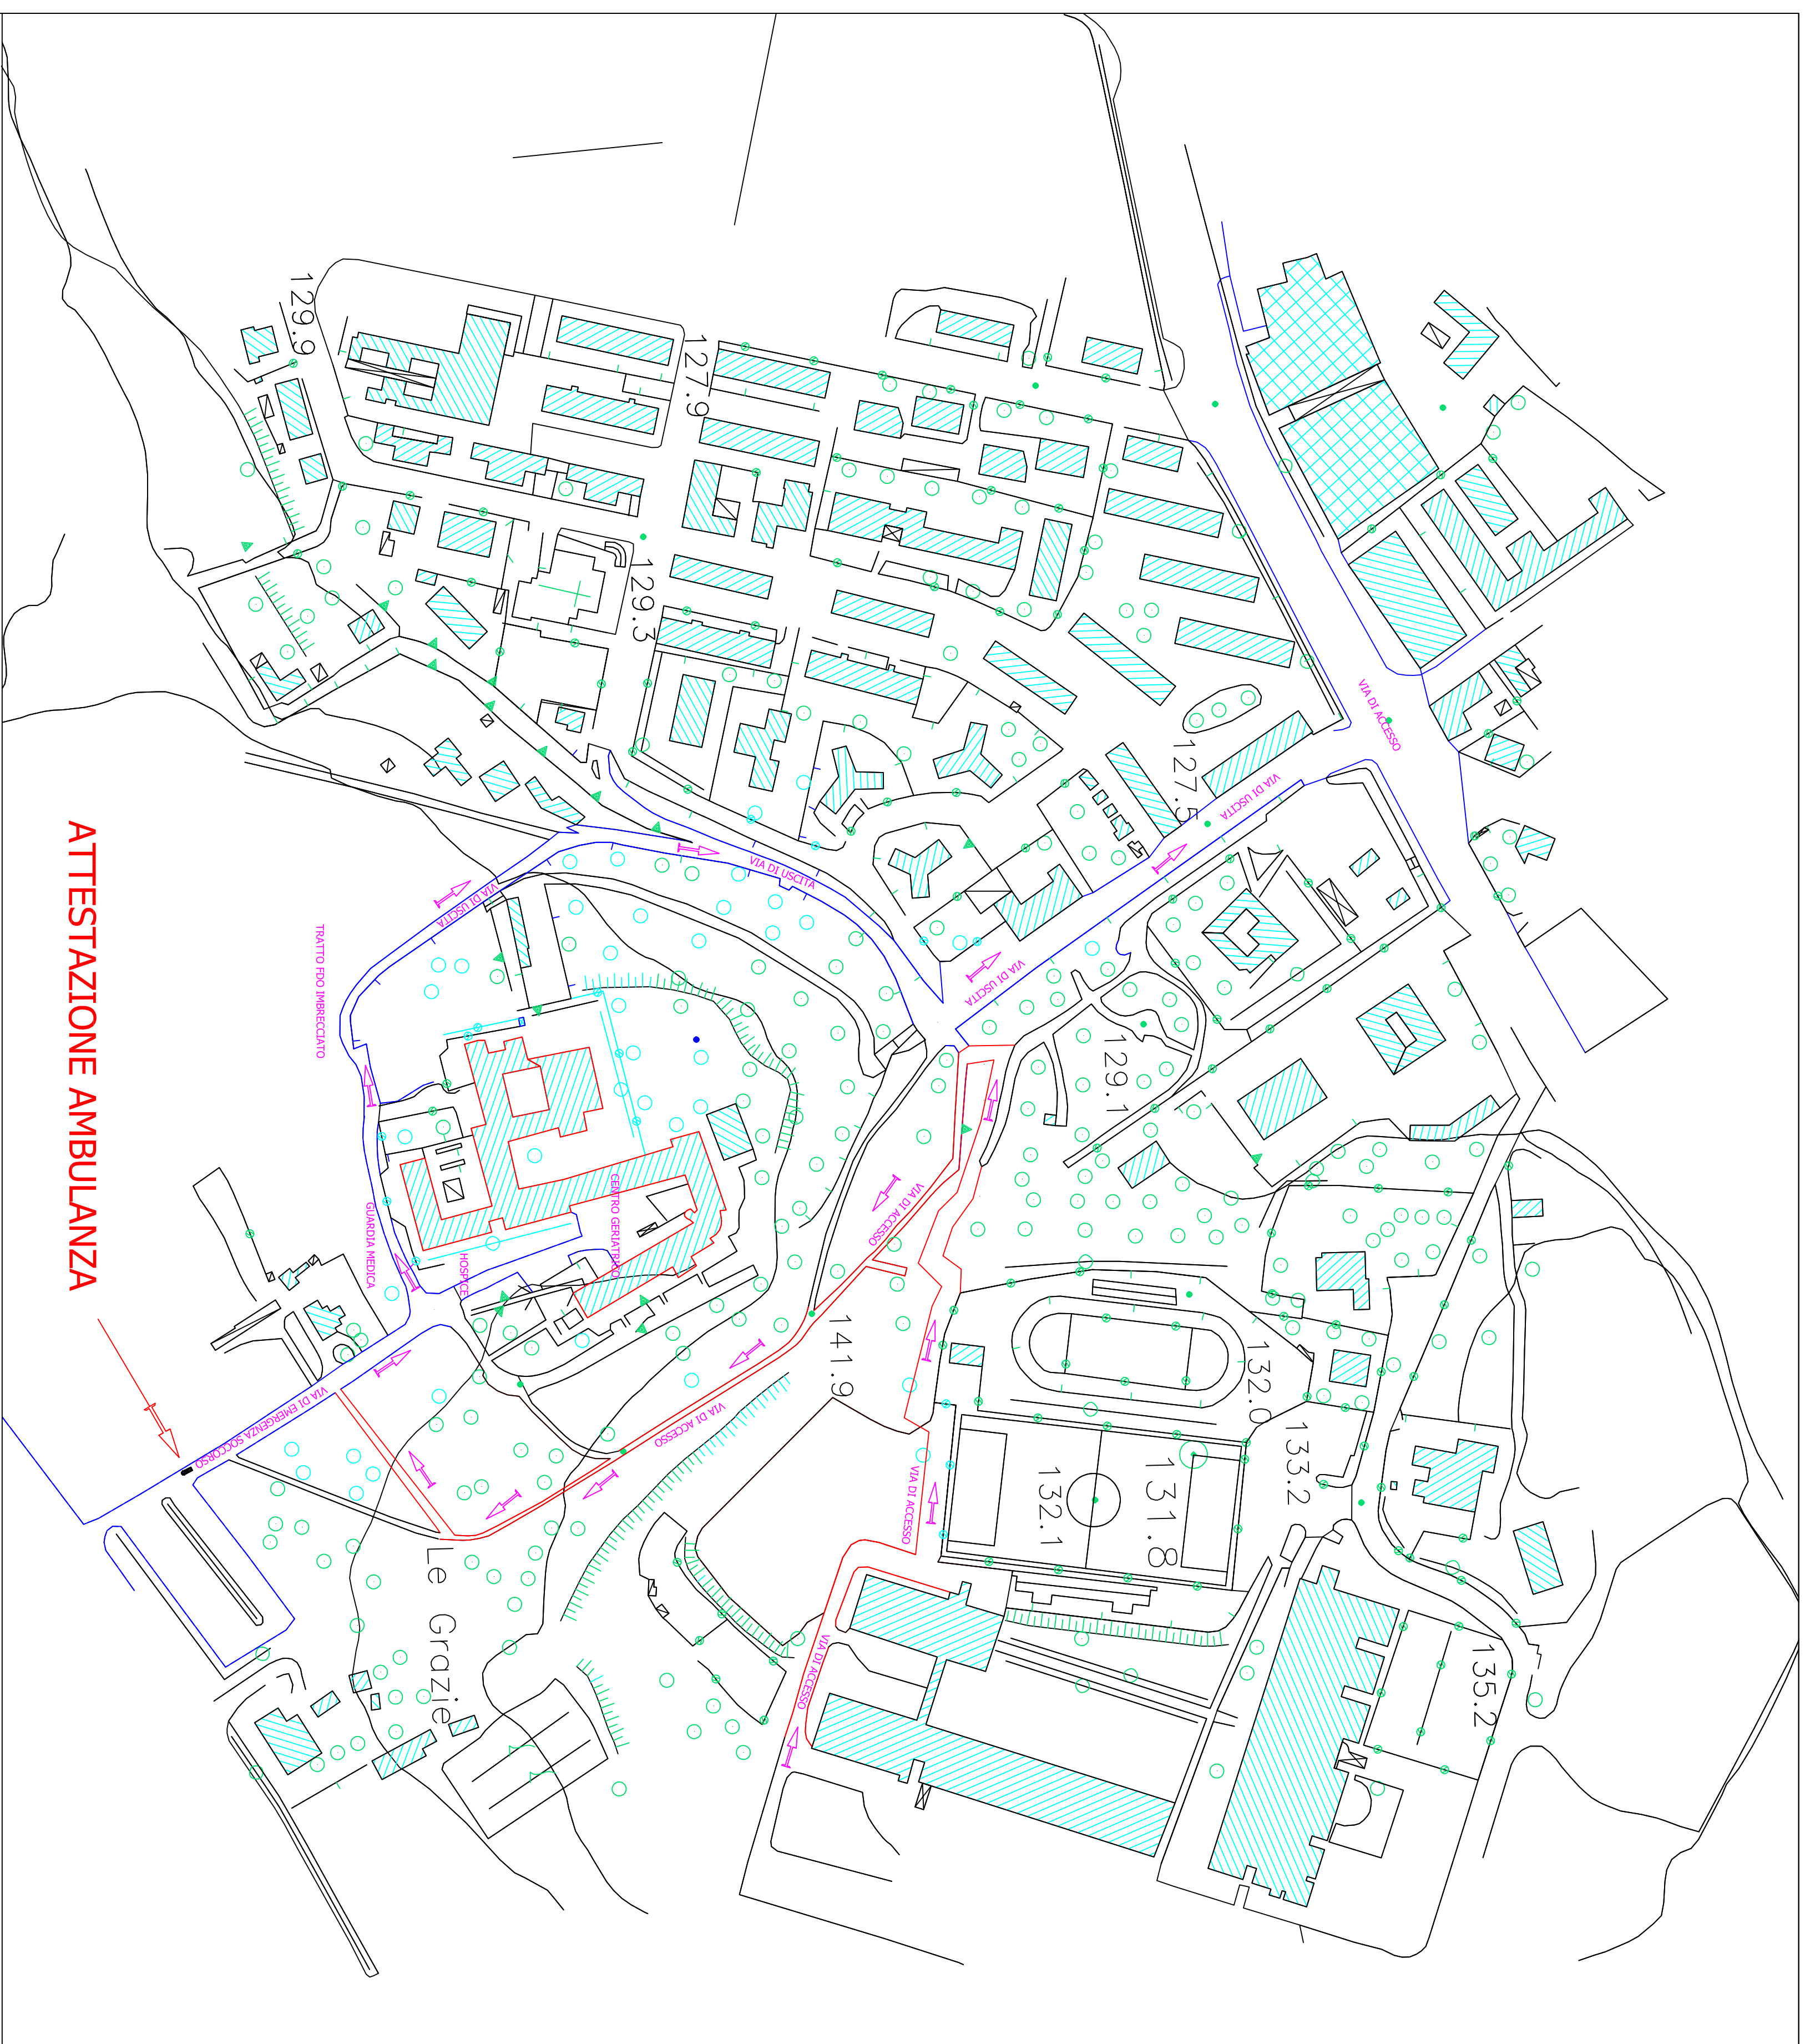 129.9
127.9
129.3
127.5
VIA DI ACCESSO
VIA DI USCITA
VIA DI USCITA
VIA DI USCITA
VIA DI USCITA
TRATTO FDO IMBRECCIATO
129.1
ATTESTAZIONE AMBULANZA
VIA DI ACCESSO
CENTRO GERIATRICO
GUARDIA MEDICA
HOSPICE
141.9
132.0
133.2
VIA DI EMERGENZA SOCCORSO
VIA DI ACCESSO
VIA DI ACCESSO
132.1
131.8
Le Grazie
VIA DI ACCESSO
135.2